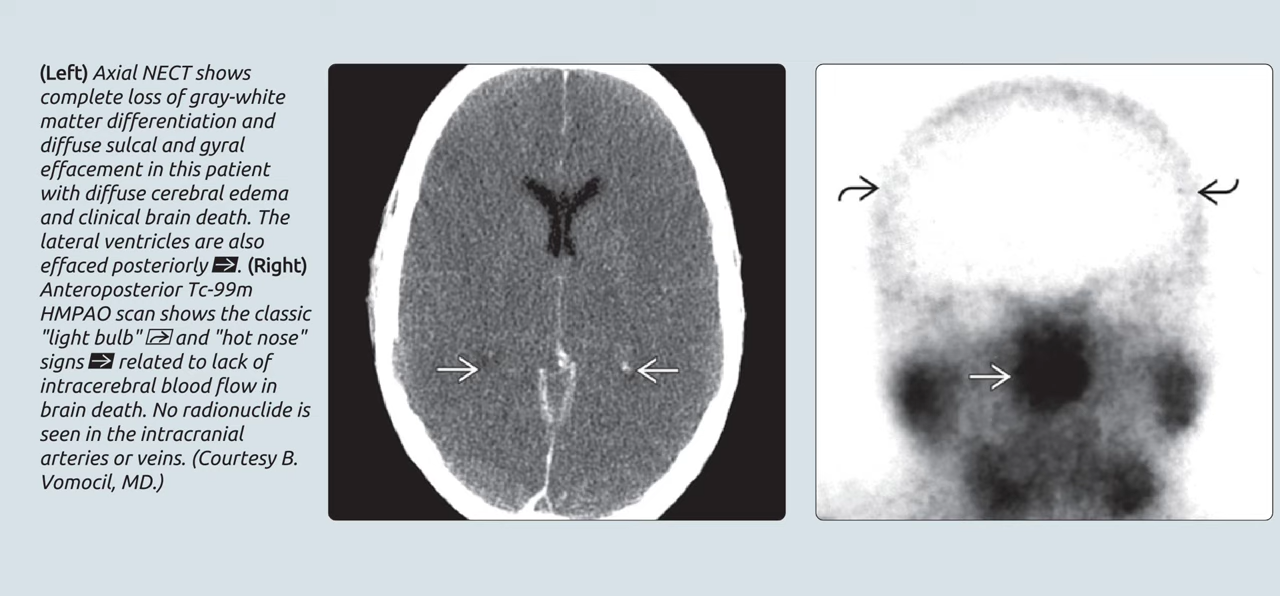 (Left) Axial NECT shows
complete loss of gray-white
matter differentiation and
diffuse sulcal and gyral
effacement in this patient
with diffuse cerebral edema
and clinical brain death. The
lateral ventricles are also
effaced posteriorly ➡. (Right)
Anteroposterior Tc-99m
HMPAO scan shows the classic
"light bulb" ➡ and "hot nose"
signs ➡ related to lack of
intracerebral blood flow in
brain death. No radionuclide is
seen in the intracranial
arteries or veins. (Courtesy B.
Vomocil, MD.)